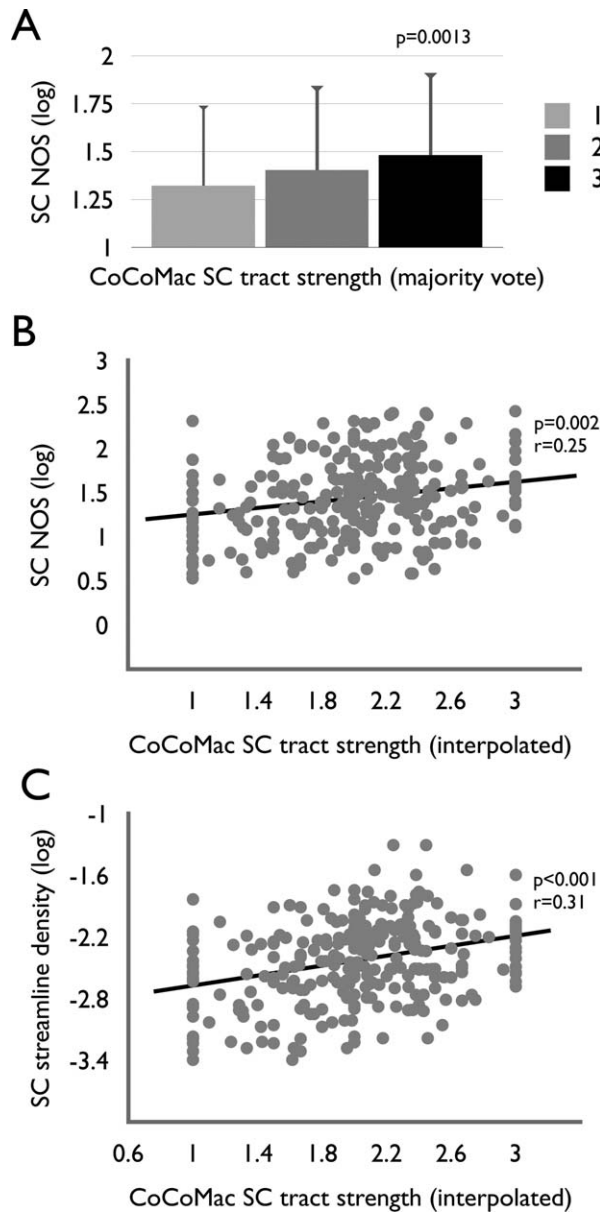 A
p=0.0013
2
1.75
1.5
1.25
1
SC NOS (log)
1
2
3
CoCoMac SC tract strength (majority vote)
B
3
2.5
2
1.5
1
0.5
0
SC NOS (log)
p=0.002
r=0.25
1 1.4 1.8 2.2 2.6 3
CoCoMac SC tract strength (interpolated)
C
-1
-1.6
-2.2
-2.8
-3.4
SC streamline density (log)
p<0.001
r=0.31
0.6 1 1.4 1.8 2.2 2.6 3
CoCoMac SC tract strength (interpolated)